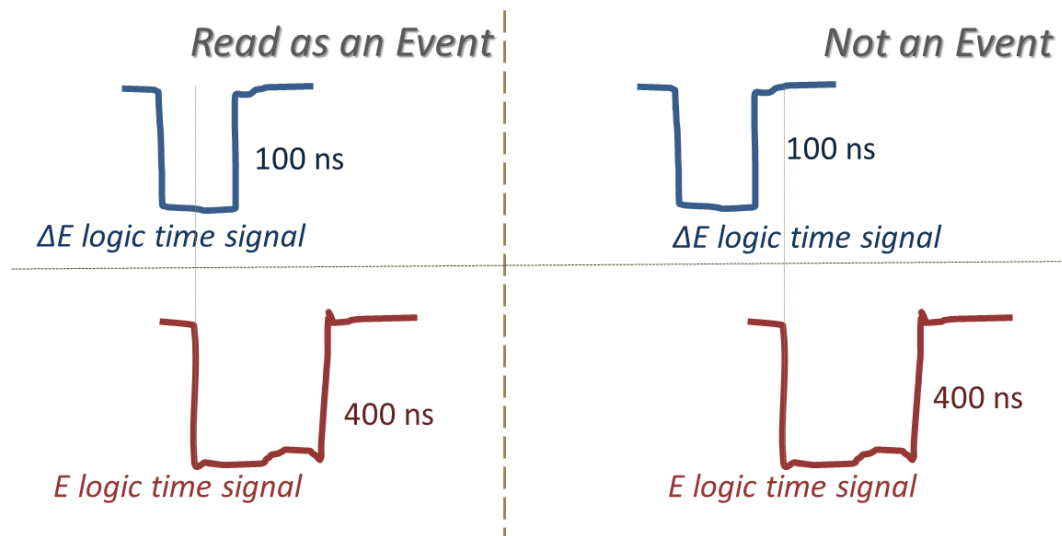 Read as an Event
Not an Event
100 ns
ΔE logic time signal
100 ns
ΔE logic time signal
400 ns
E logic time signal
400 ns
E logic time signal